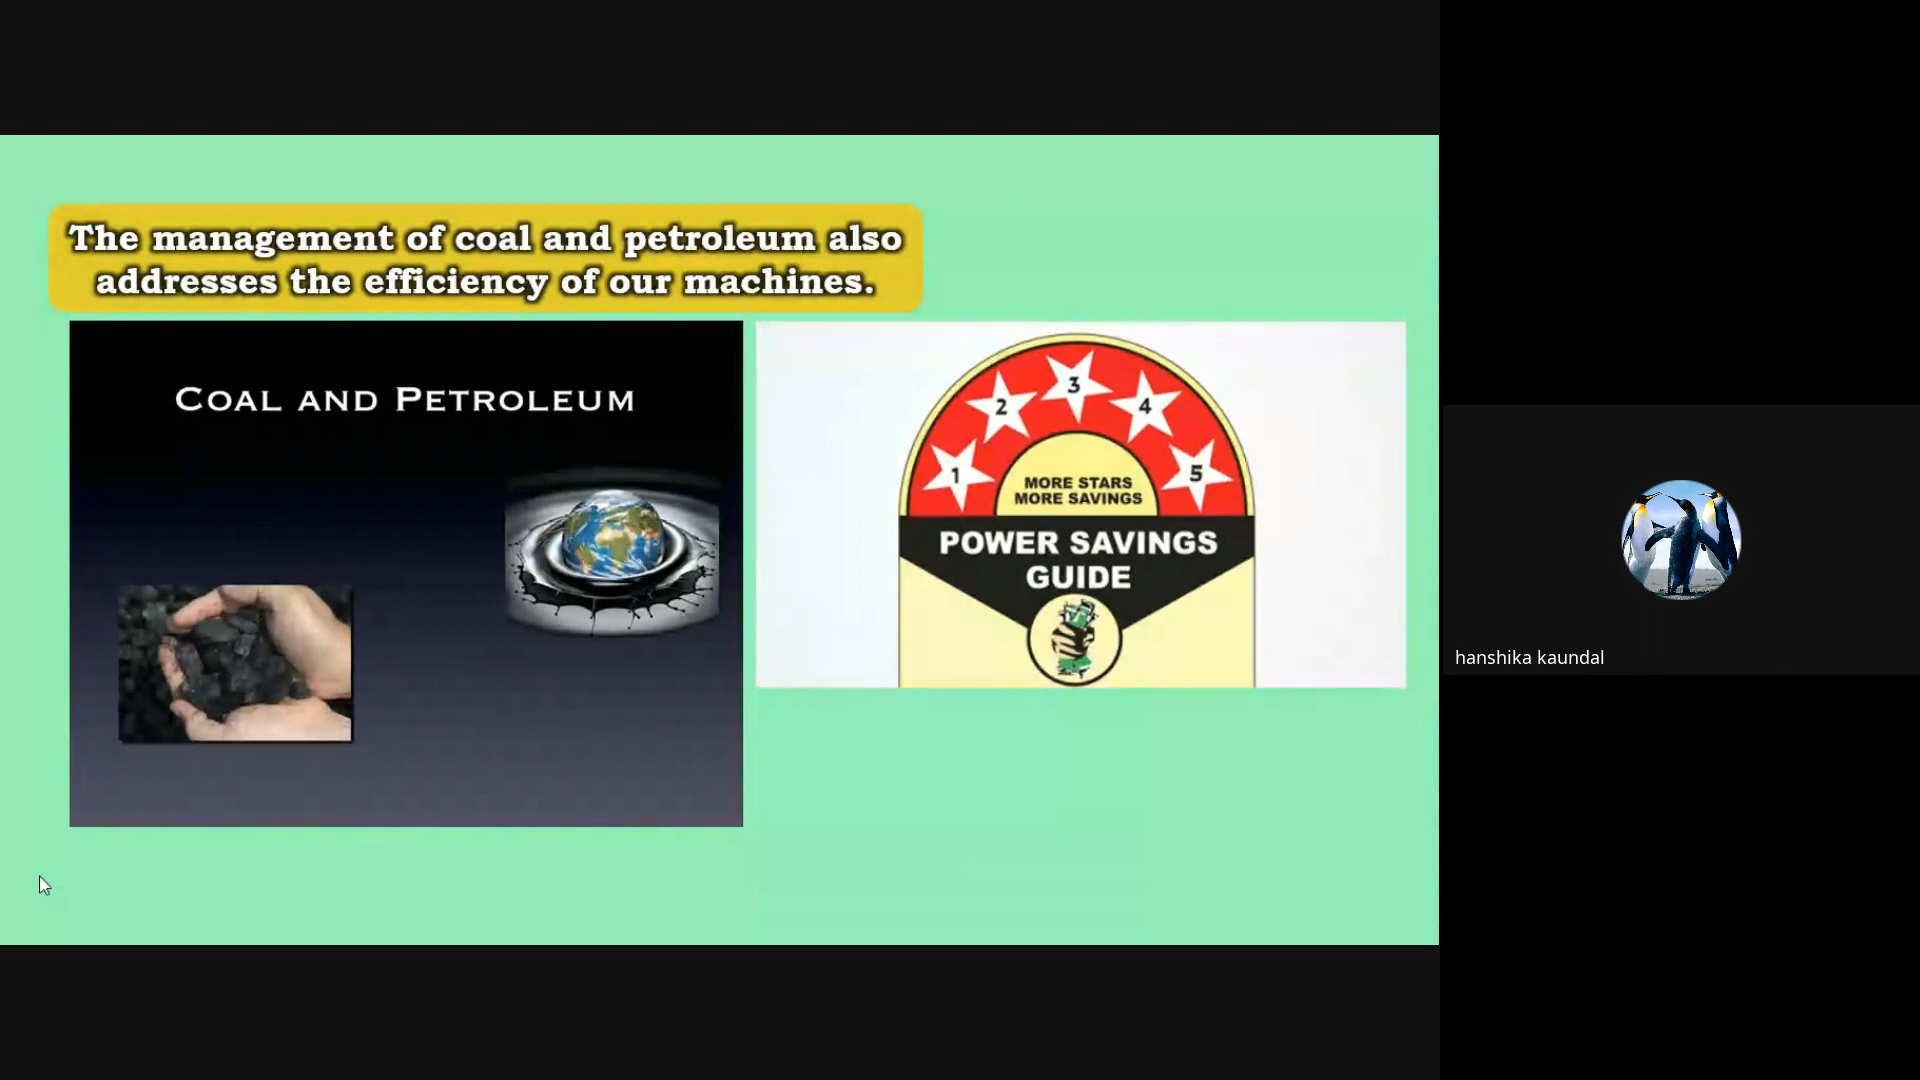 The management of coal and petroleum also
addresses the efficiency of our machines.
COAL AND PETROLEUM
1
2
3
4
5
MORE STARS
MORE SAVINGS
POWER SAVINGS
GUIDE
hanshika kaundal